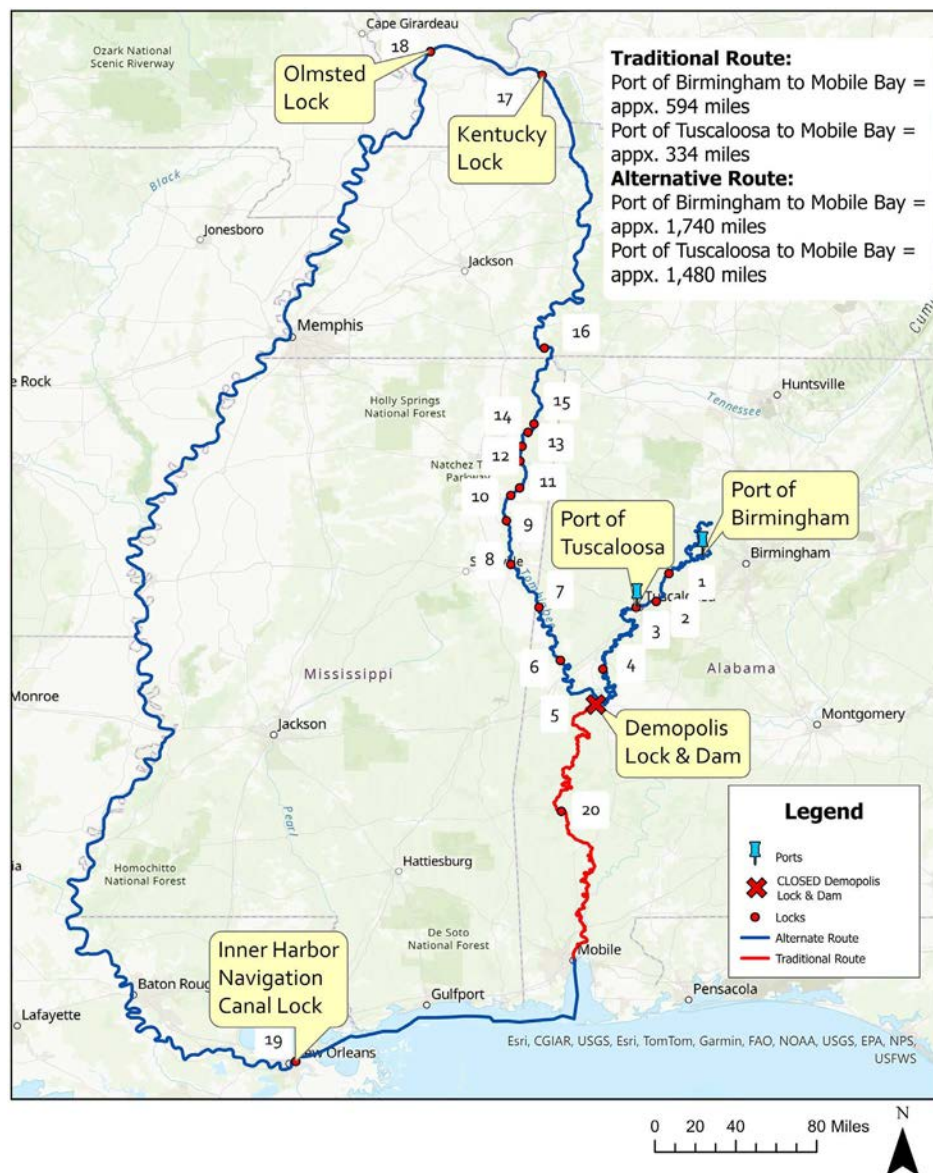 Cape Girardeau
Ozark National
Scenic Riverway
18
Olmsted
Lock
17
Kentucky
Lock
Traditional Route:
Port of Birmingham to Mobile Bay =
appx. 594 miles
Port of Tuscaloosa to Mobile Bay =
appx. 334 miles
Alternative Route:
Port of Birmingham to Mobile Bay =
appx. 1,740 miles
Port of Tuscaloosa to Mobile Bay =
appx. 1,480 miles
Black
Jonesboro
Jackson
Memphis
16
Cum
e Rock
Huntsville
Tennessee
Holly Springs
National Forest
15
14
13
12
Natchez T
Parkway
11
10
9
Port of
Tuscaloosa
Port of
Birmingham
Birmingham
8
7
1
2
3
6
4
Mississippi
Alabama
Monroe
5
Jackson
Demopolis
Lock & Dam
Montgomery
20
Pearl
Hattiesburg
Homochitto
National Forest
De Soto
National Forest
Legend
Ports
CLOSED Demopolis
Lock & Dam
Locks
Alternate Route
Traditional Route
Inner Harbor
Navigation
Canal Lock
Mobile
Baton Roug
Gulfport
Pensacola
Lafayette
19
ew Orleans
Esri, CGIAR, USGS, Esri, TomTom, Garmin, FAO, NOAA, USGS, EPA, NPS,
USFWS
N
0 20 40 80 Miles